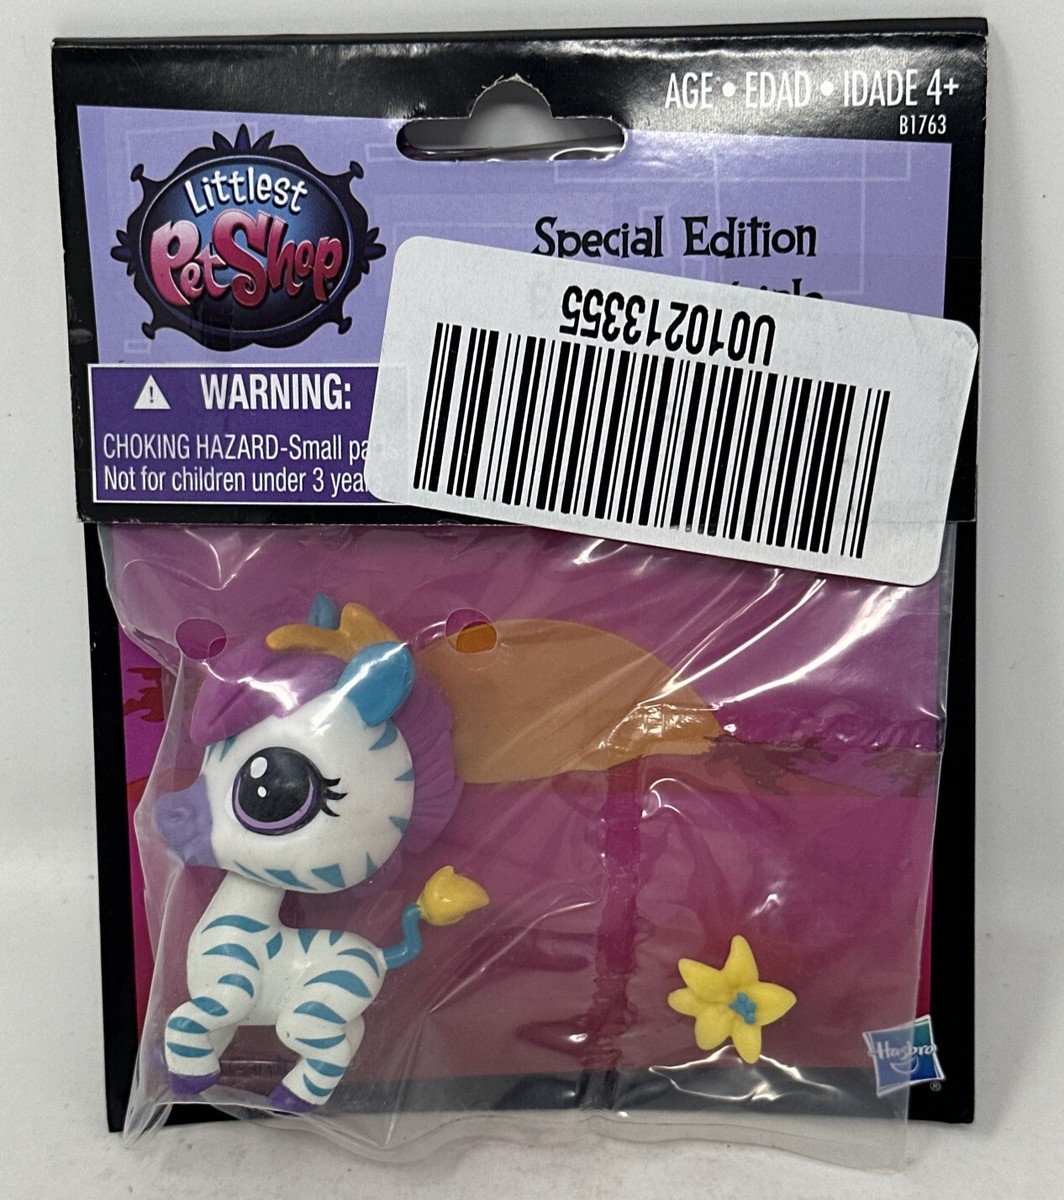 AGE • EDAD • IDADE 4+
B1763
Littlest
PetShop
Special Edition
U010213355
WARNING:
CHOKING HAZARD-Small
Not for children under 3
Hasbro
®